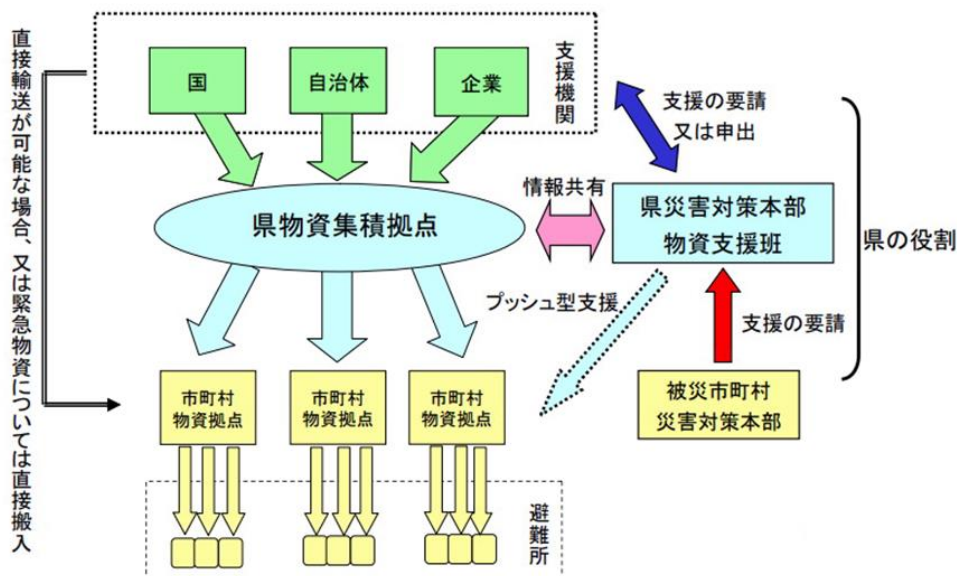 直接輸送が可能な場合、又は緊急物資については直接搬入
国
自治体
企業
支援機関
支援の要請
又は申出
県物資集積拠点
情報共有
県災害対策本部
物資支援班
県の役割
プッシュ型支援
支援の要請
市町村
物資拠点
市町村
物資拠点
市町村
物資拠点
被災市町村
災害対策本部
避難所